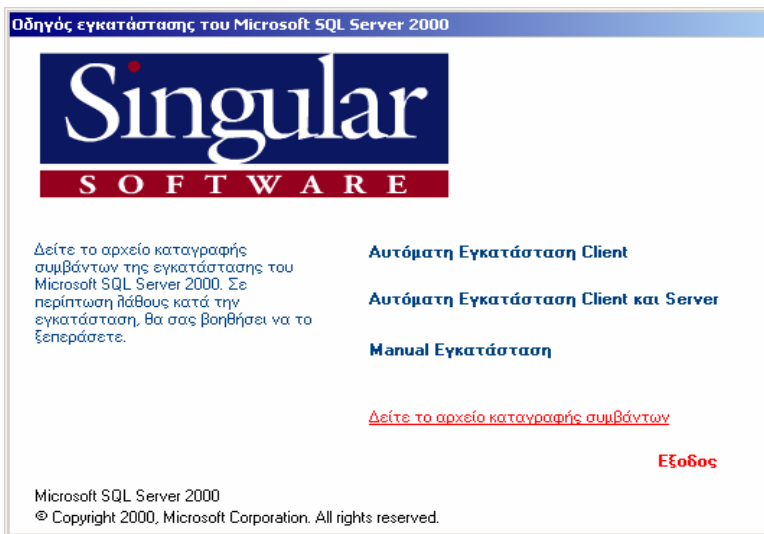 Οδηγός εγκατάστασης του Microsoft SQL Server 2000
Singular
SOFTWARE
Δείτε το αρχείο καταγραφής
συμβάντων της εγκατάστασης του
Microsoft SQL Server 2000. Σε
περίπτωση λάθους κατά την
εγκατάσταση, θα σας βοηθήσει να το
ξεπεράσετε.
Αυτόματη Εγκατάσταση Client
Αυτόματη Εγκατάσταση Client και Server
Manual Εγκατάσταση
Δείτε το αρχείο καταγραφής συμβάντων
Εξοδος
Microsoft SQL Server 2000
© Copyright 2000, Microsoft Corporation. All rights reserved.